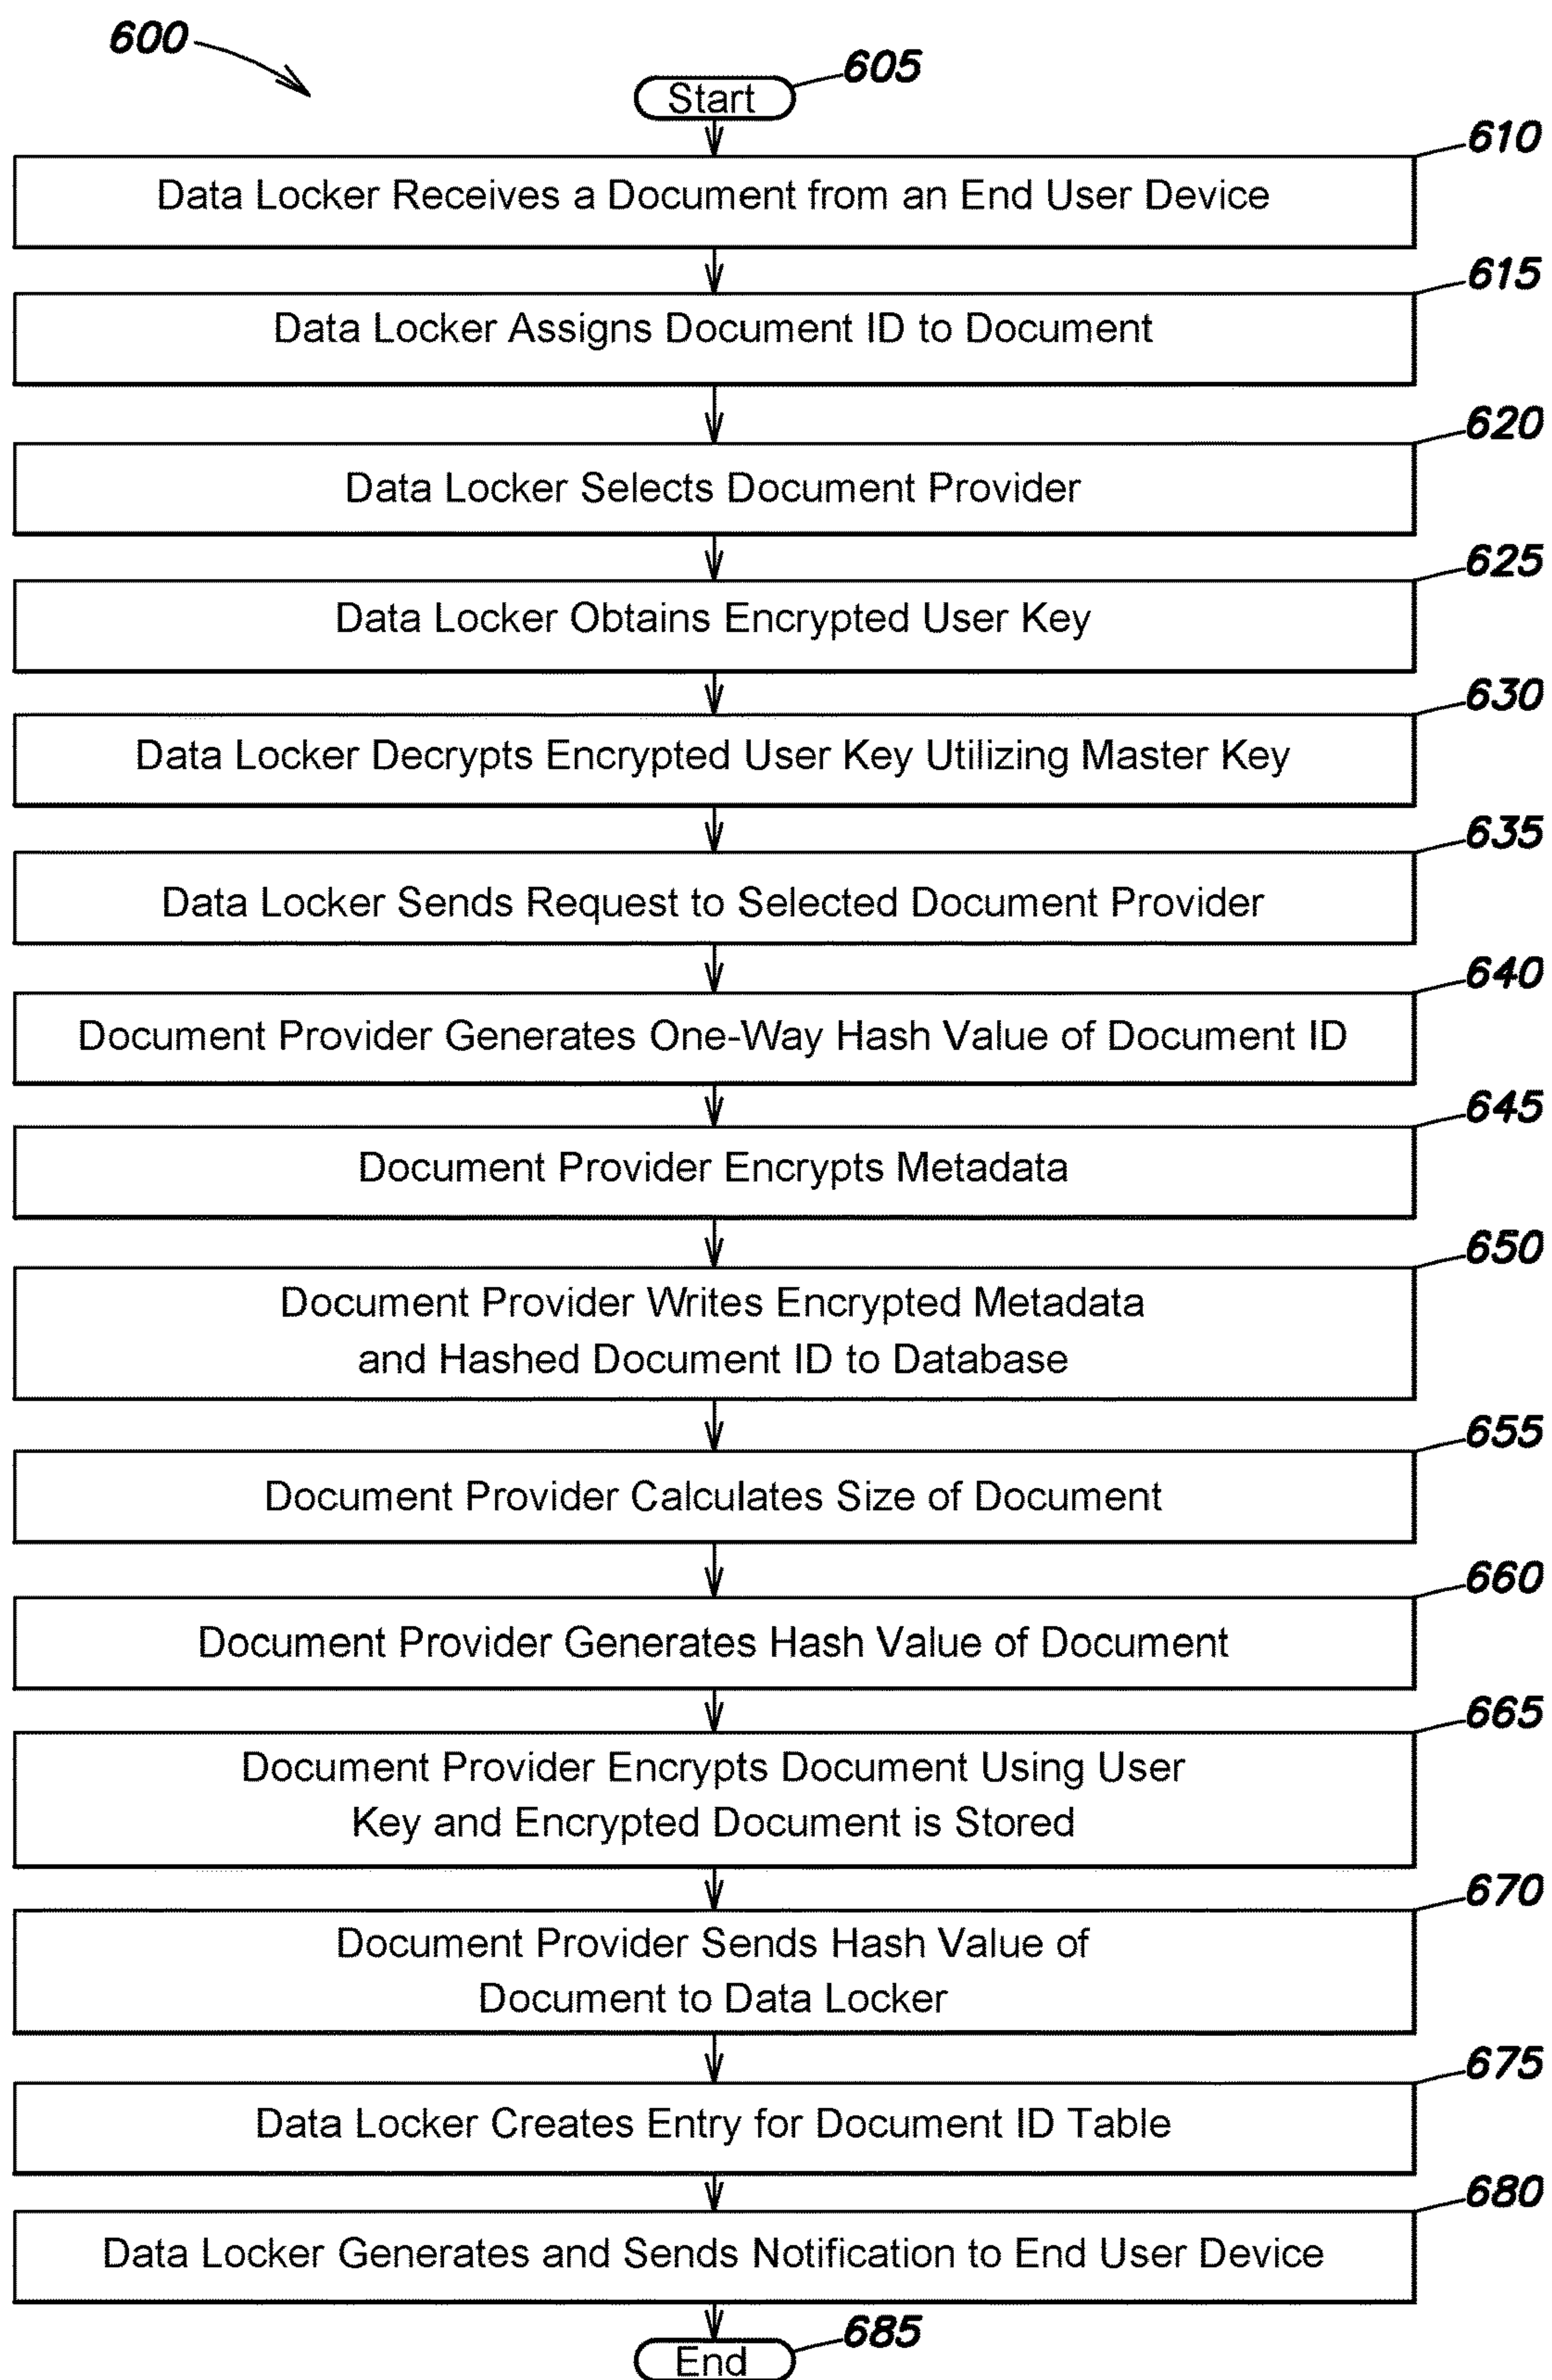 600
Start
605
610
Data Locker Receives a Document from an End User Device
615
Data Locker Assigns Document ID to Document
620
Data Locker Selects Document Provider
625
Data Locker Obtains Encrypted User Key
630
Data Locker Decrypts Encrypted User Key Utilizing Master Key
635
Data Locker Sends Request to Selected Document Provider
640
Document Provider Generates One-Way Hash Value of Document ID
645
Document Provider Encrypts Metadata
650
Document Provider Writes Encrypted Metadata
and Hashed Document ID to Database
655
Document Provider Calculates Size of Document
660
Document Provider Generates Hash Value of Document
665
Document Provider Encrypts Document Using User
Key and Encrypted Document is Stored
670
Document Provider Sends Hash Value of
Document to Data Locker
675
Data Locker Creates Entry for Document ID Table
680
Data Locker Generates and Sends Notification to End User Device
685
End